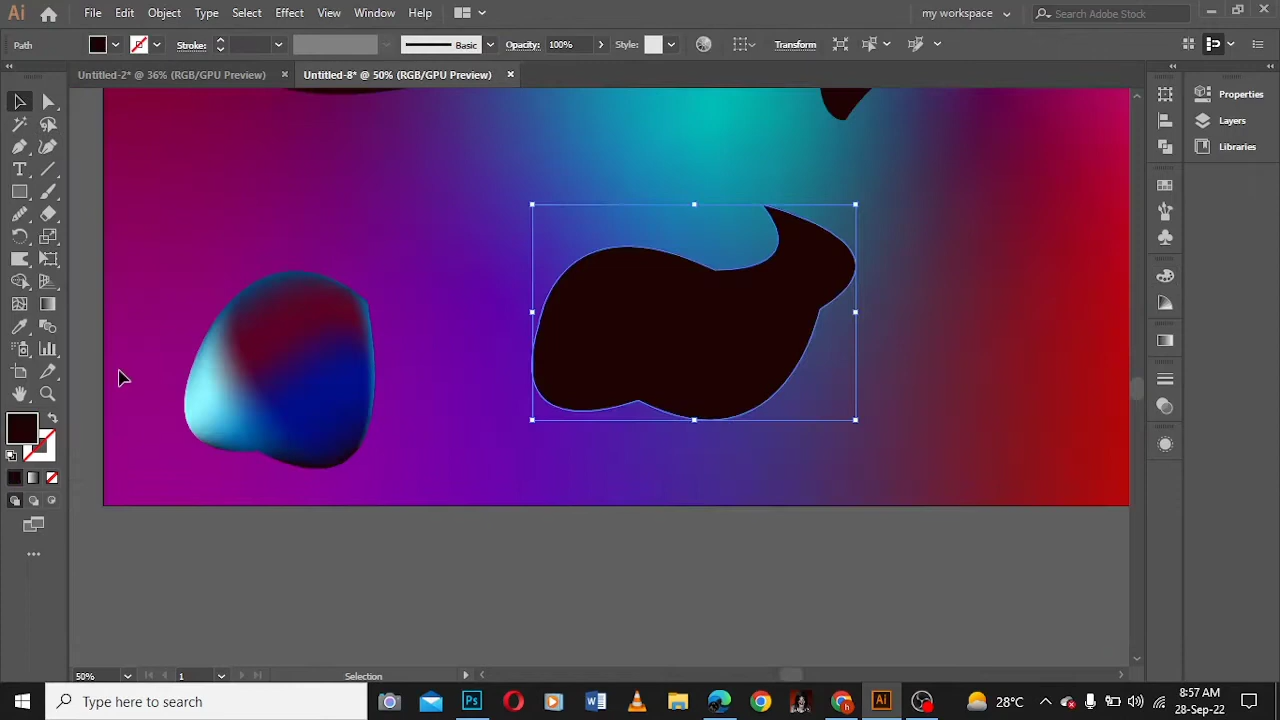 Ai File Edit Object Type Select Effect View Window Help my workspace Search Adobe Stock
Path Stroke: Basic Opacity: 100% Style: Transform
Untitled-2* @ 36% (RGB/GPU Preview) × Untitled-8* @ 50% (RGB/GPU Preview) ×
Properties
Layers
Libraries
T
50% 1 Selection
Type here to search Ps W Ai 28°C 8:57 AM
28-Sep-22